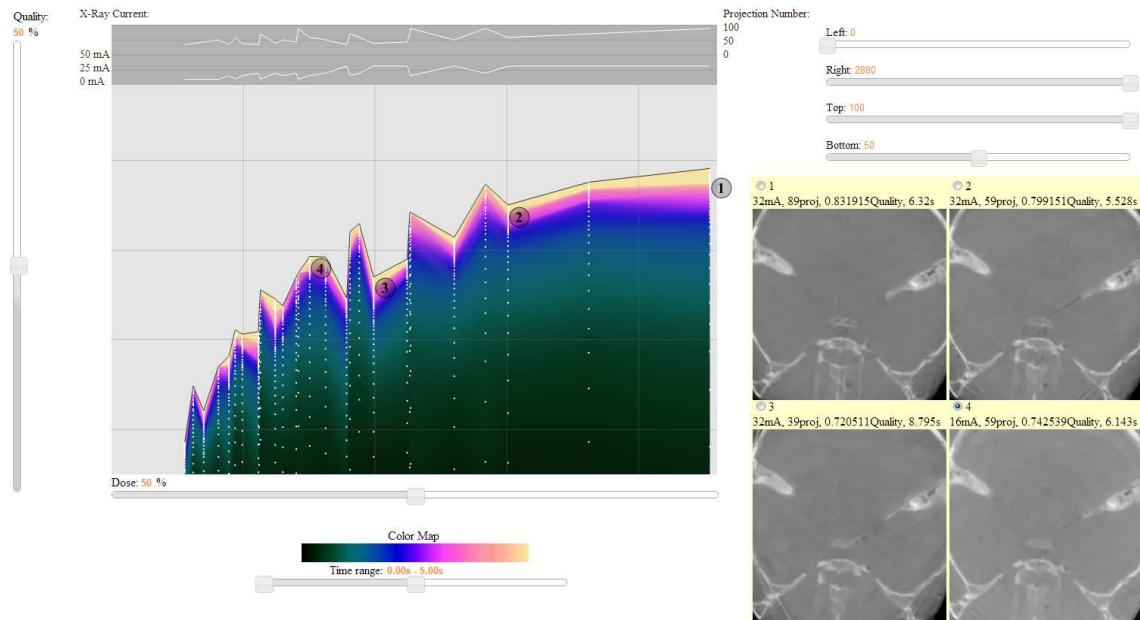 Quality:
50 %
X-Ray Current:
50 mA
25 mA
0 mA
Projection Number:
100
50
0
Left: 0
Right: 2880
Top: 100
Bottom: 50
1
2
3
4
Dose: 50 %
Color Map
Time range: 0.00s - 5.00s
1
32mA, 89proj, 0.831915Quality, 6.32s
2
32mA, 59proj, 0.799151Quality, 5.528s
3
32mA, 39proj, 0.720511Quality, 8.795s
4
16mA, 59proj, 0.742539Quality, 6.143s